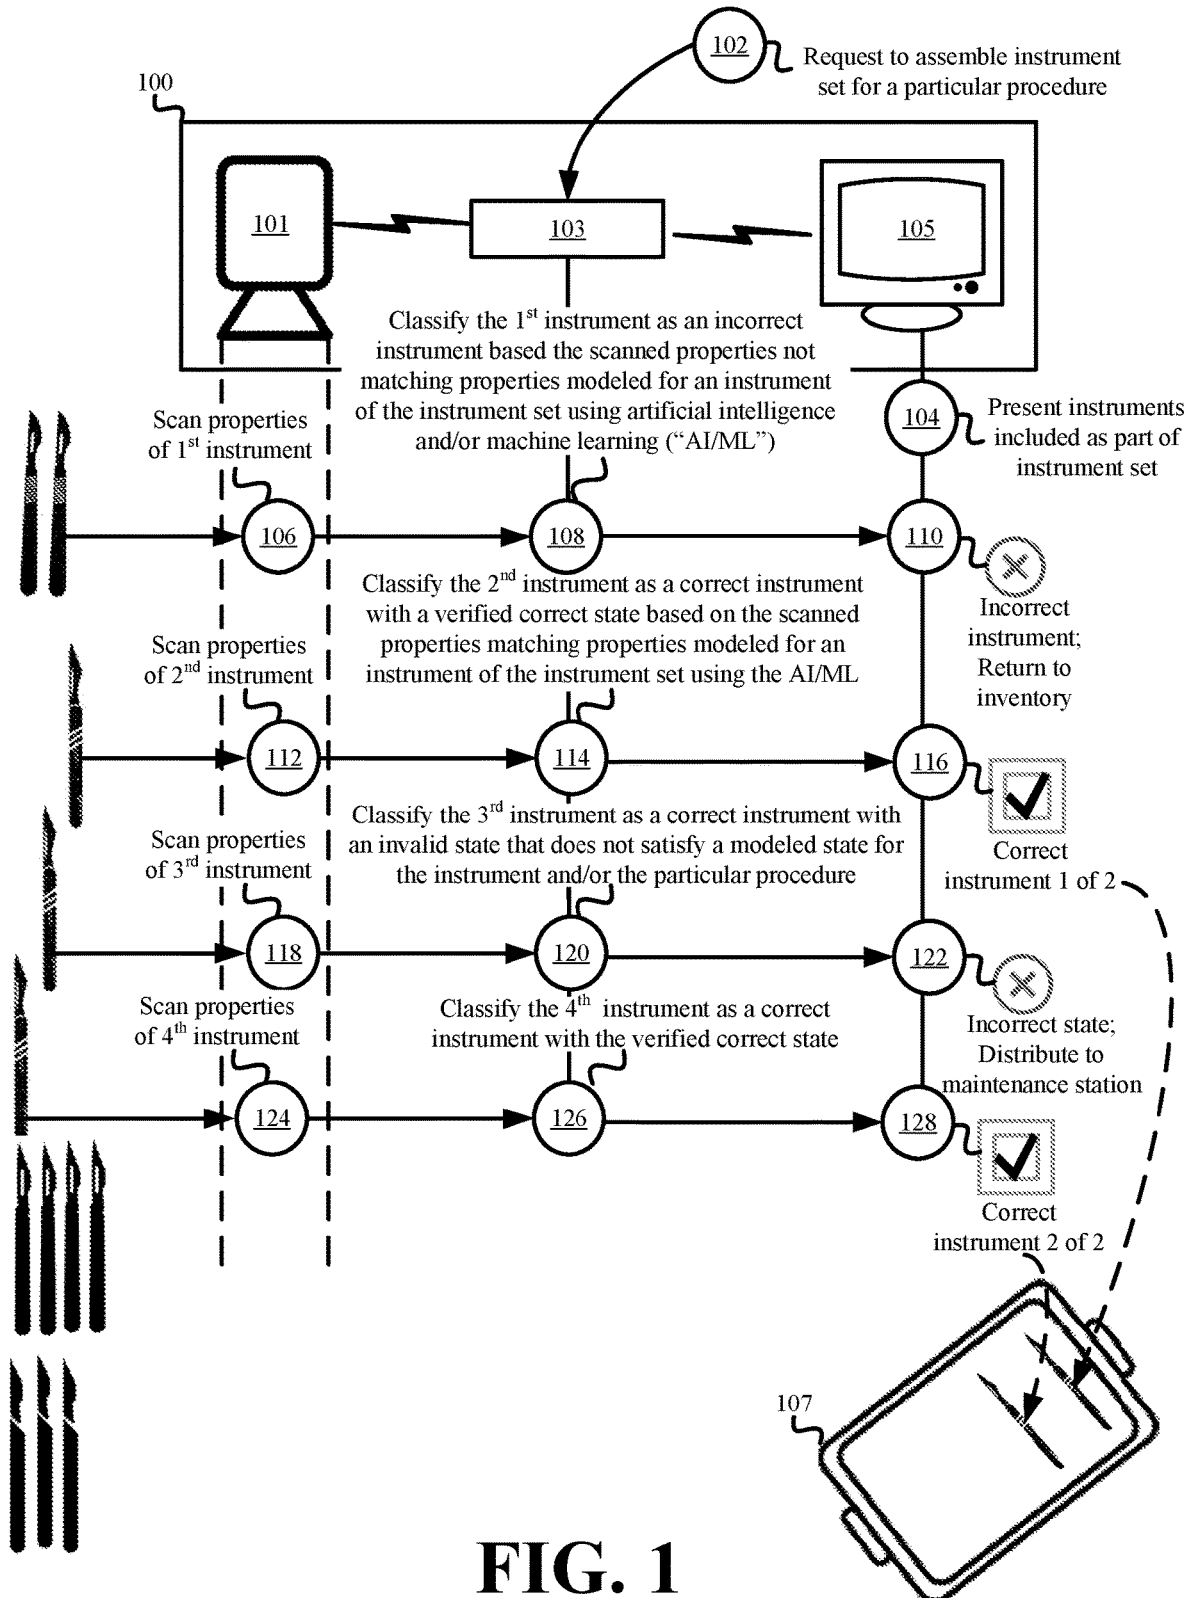 102
Request to assemble instrument
set for a particular procedure
100
101
103
105
Classify the 1st instrument as an incorrect
instrument based the scanned properties not
matching properties modeled for an instrument
of the instrument set using artificial intelligence
and/or machine learning (“AI/ML”)
Scan properties
of 1st instrument
104
Present instruments
included as part of
instrument set
106
108
110
Incorrect
instrument;
Return to
inventory
Classify the 2nd instrument as a correct instrument
with a verified correct state based on the scanned
properties matching properties modeled for an
instrument of the instrument set using the AI/ML
Scan properties
of 2nd instrument
112
114
116
Correct
instrument 1 of 2
Classify the 3rd instrument as a correct instrument with
an invalid state that does not satisfy a modeled state for
the instrument and/or the particular procedure
Scan properties
of 3rd instrument
118
120
122
Incorrect state;
Distribute to
maintenance station
Scan properties
of 4th instrument
Classify the 4th instrument as a correct
instrument with the verified correct state
124
126
128
Correct
instrument 2 of 2
107
FIG. 1